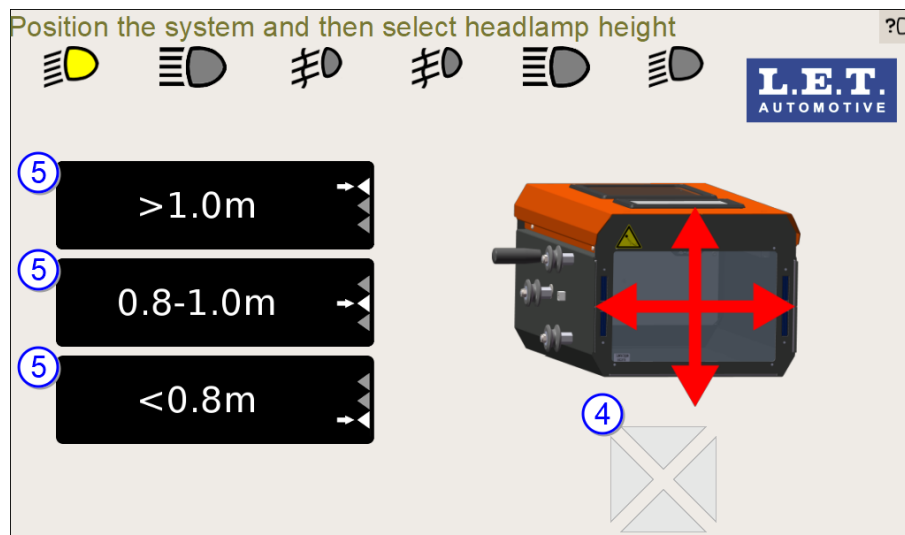 Position the system and then select headlamp height
?
L.E.T.
AUTOMOTIVE
5
>1.0m
5
0.8-1.0m
5
<0.8m
4